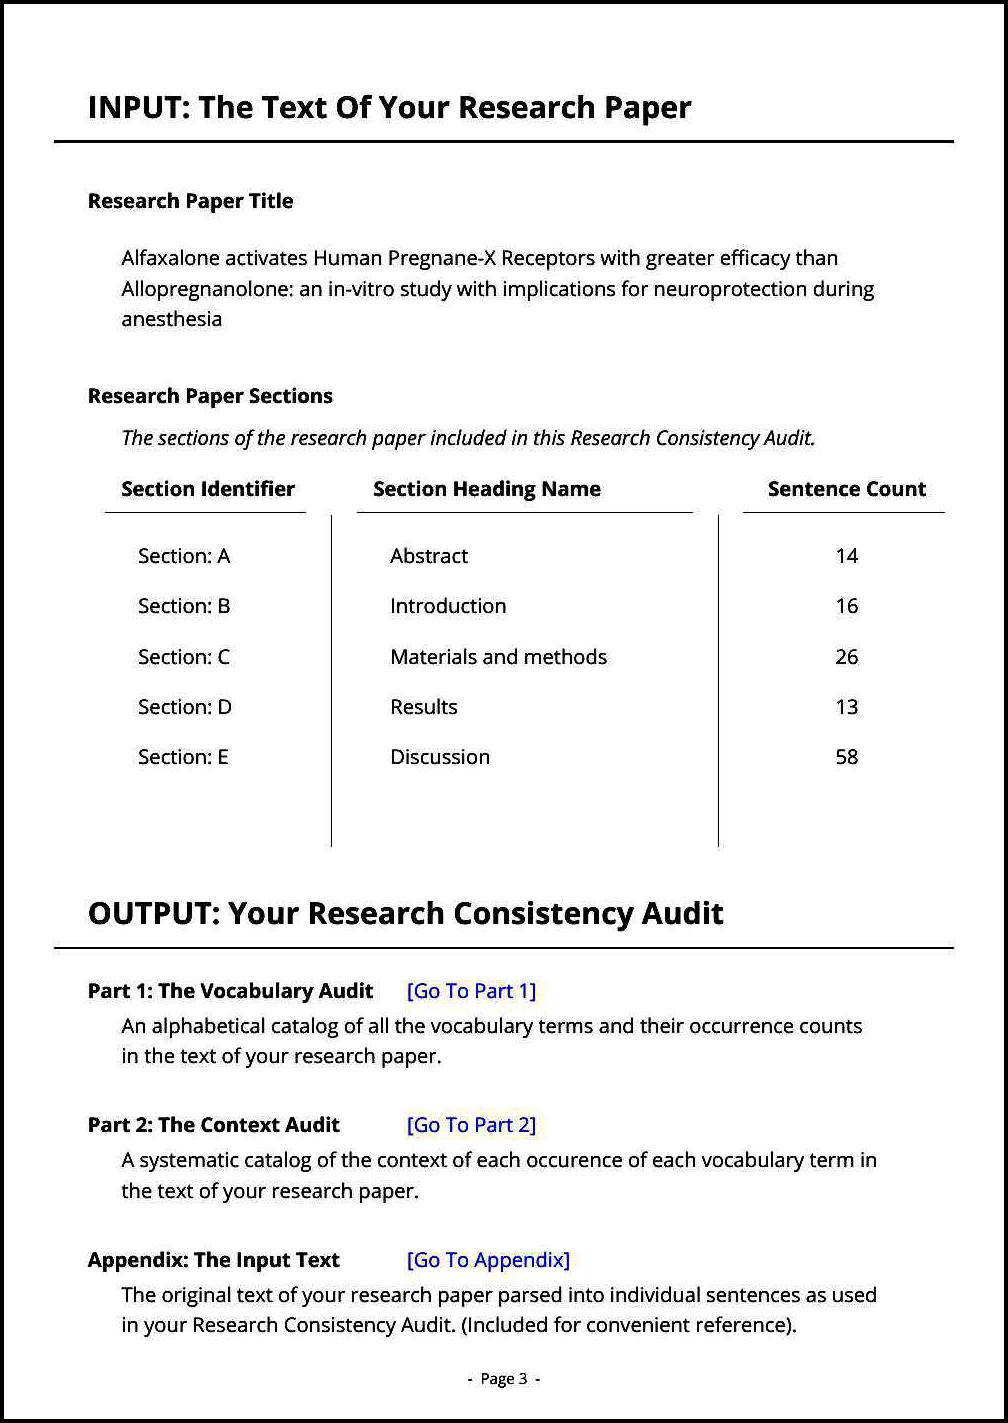 INPUT: The Text Of Your Research Paper
Research Paper Title
Alfaxalone activates Human Pregnane-X Receptors with greater efficacy than
Allopregnanolone: an in-vitro study with implications for neuroprotection during
anesthesia
Research Paper Sections
The sections of the research paper included in this Research Consistency Audit.
Section Identifier Section Heading Name Sentence Count
Section: A Abstract 14
Section: B Introduction 16
Section: C Materials and methods 26
Section: D Results 13
Section: E Discussion 58
OUTPUT: Your Research Consistency Audit
Part 1: The Vocabulary Audit [Go To Part 1]
An alphabetical catalog of all the vocabulary terms and their occurrence counts
in the text of your research paper.
Part 2: The Context Audit [Go To Part 2]
A systematic catalog of the context of each occurence of each vocabulary term in
the text of your research paper.
Appendix: The Input Text [Go To Appendix]
The original text of your research paper parsed into individual sentences as used
in your Research Consistency Audit. (Included for convenient reference).
- Page 3 -